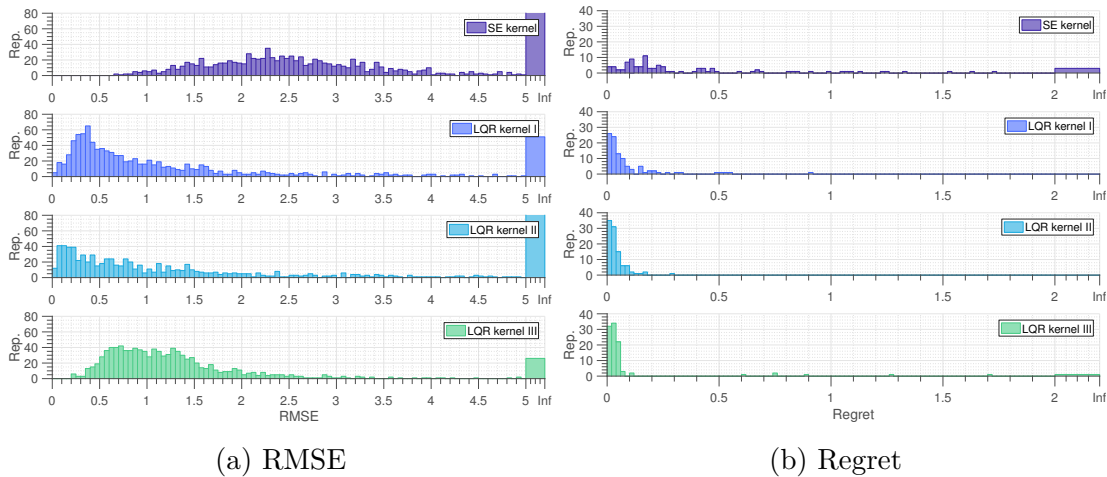 80
60
40
20
0
Rep.
SE kernel
0 0.5 1 1.5 2 2.5 3 3.5 4 4.5 5 Inf
80
60
40
20
0
Rep.
LQR kernel I
0 0.5 1 1.5 2 2.5 3 3.5 4 4.5 5 Inf
80
60
40
20
0
Rep.
LQR kernel II
0 0.5 1 1.5 2 2.5 3 3.5 4 4.5 5 Inf
80
60
40
20
0
Rep.
LQR kernel III
0 0.5 1 1.5 2 2.5 3 3.5 4 4.5 5 Inf
RMSE
(a) RMSE
40
30
20
10
0
Rep.
SE kernel
0 0.5 1 1.5 2 Inf
40
30
20
10
0
Rep.
LQR kernel I
0 0.5 1 1.5 2 Inf
40
30
20
10
0
Rep.
LQR kernel II
0 0.5 1 1.5 2 Inf
40
30
20
10
0
Rep.
LQR kernel III
0 0.5 1 1.5 2 Inf
Regret
(b) Regret